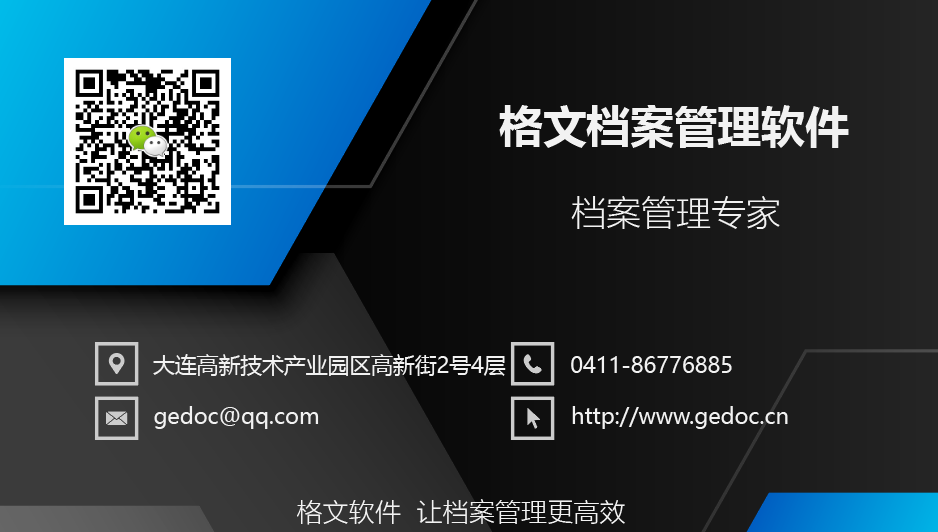 格文档案管理软件
档案管理专家
大连高新技术产业园区高新街2号4层
0411-86776885
gedoc@qq.com
http://www.gedoc.cn
格文软件 让档案管理更高效